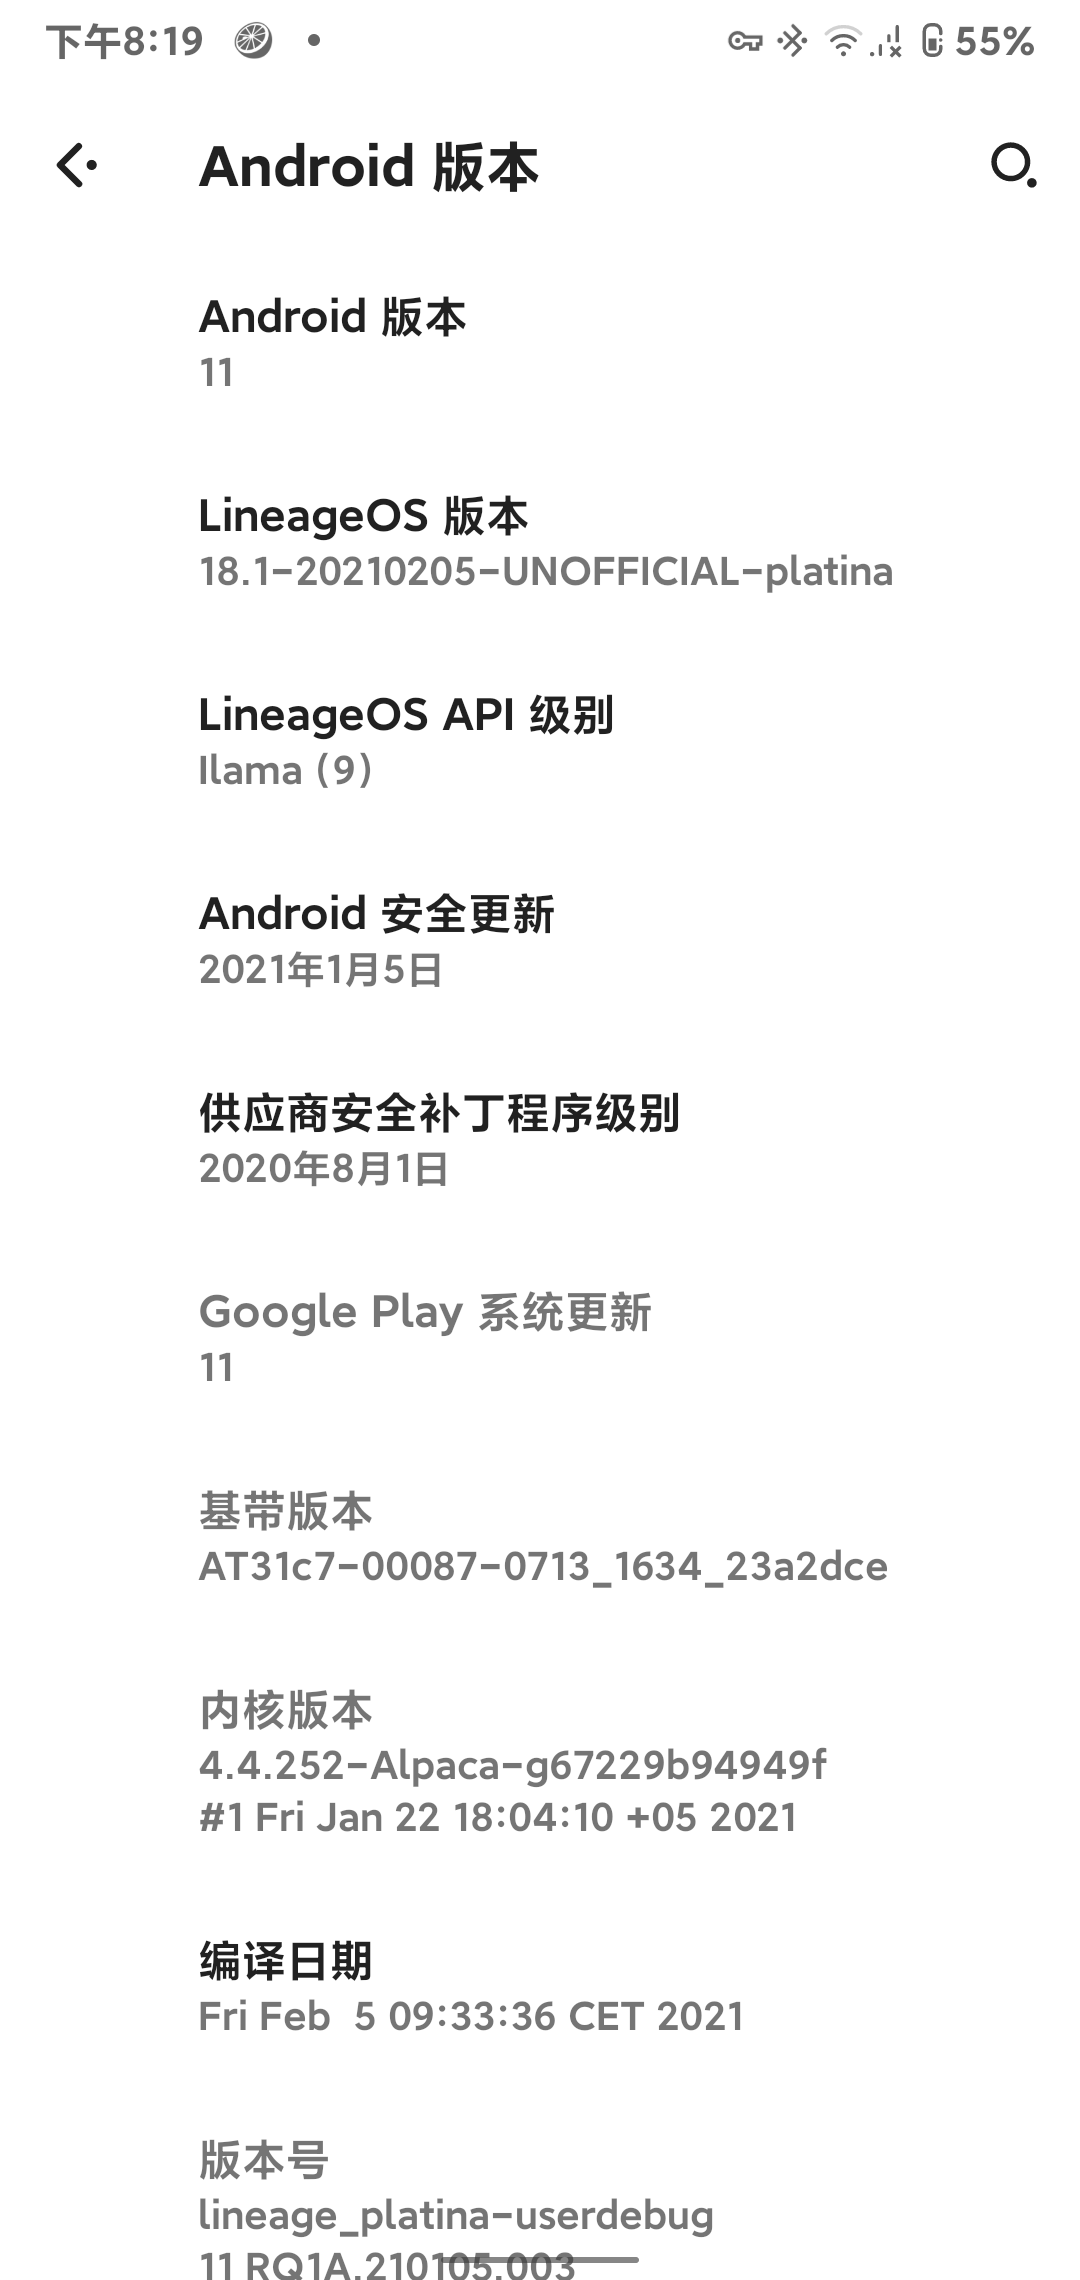 下午8:19
55%
Android 版本
Android 版本
11
LineageOS 版本
18.1-20210205-UNOFFICIAL-platina
LineageOS API 级别
Ilama (9)
Android 安全更新
2021年1月5日
供应商安全补丁程序级别
2020年8月1日
Google Play 系统更新
11
基带版本
AT31c7-00087-0713_1634_23a2dce
内核版本
4.4.252-Alpaca-g67229b94949f
#1 Fri Jan 22 18:04:10 +05 2021
编译日期
Fri Feb  5 09:33:36 CET 2021
版本号
lineage_platina-userdebug
11 RQ1A.210105.003